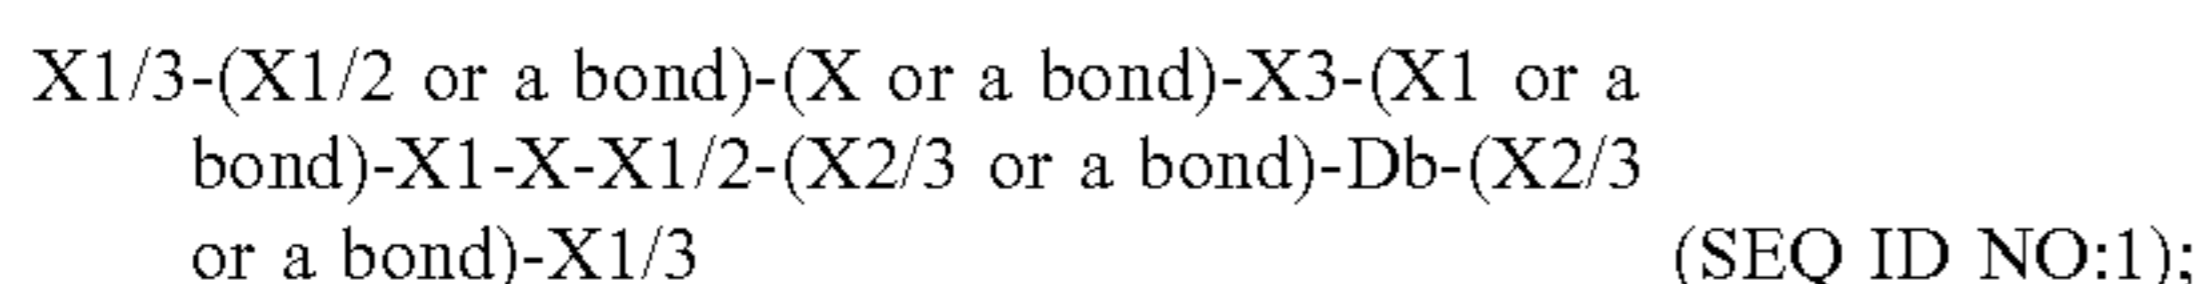 X1/3-(X1/2 or a bond)-(X or a bond)-X3-(X1 or a
bond)-X1-X-X1/2-(X2/3 or a bond)-Db-(X2/3
or a bond)-X1/3 (SEQ ID NO:1);